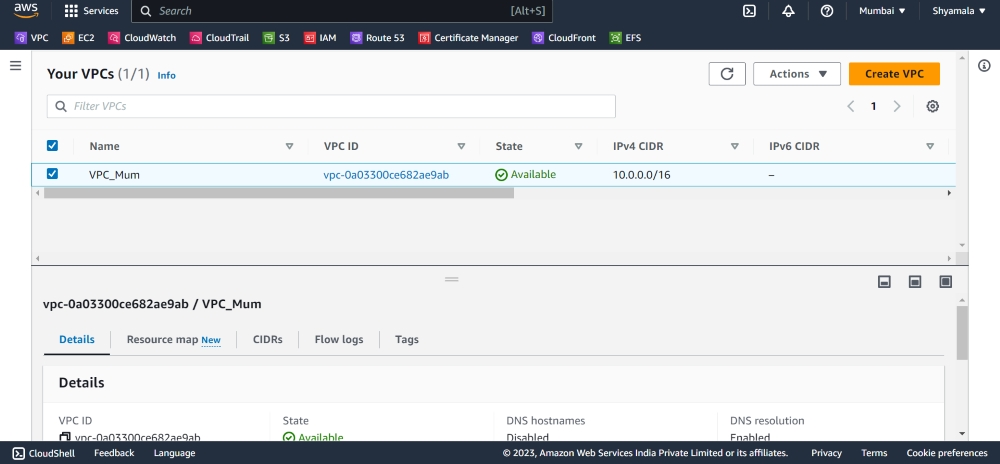 aws Services Search [Alt+S] Mumbai Shyamala
VPC EC2 CloudWatch CloudTrail S3 IAM Route 53 Certificate Manager CloudFront EFS
Your VPCs (1/1) Info Actions Create VPC
Filter VPCs 1
Name VPC ID State IPv4 CIDR IPv6 CIDR
VPC_Mum vpc-0a03300ce682ae9ab Available 10.0.0.0/16 –
vpc-0a03300ce682ae9ab / VPC_Mum
Details Resource map New CIDRs Flow logs Tags
Details
VPC ID State DNS hostnames DNS resolution
vpc-0a03300ce682ae9ab Available Disabled Enabled
CloudShell Feedback Language © 2023, Amazon Web Services India Private Limited or its affiliates. Privacy Terms Cookie preferences